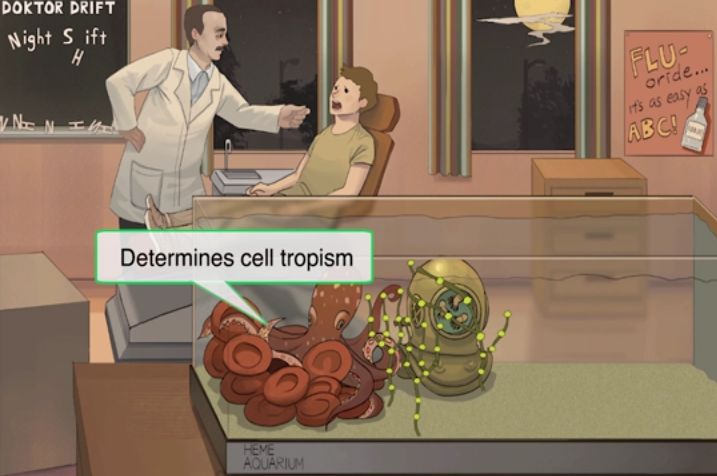 DOKTOR DRIFT
Night S ift
H
FLU-
oride...
it's as easy as
ABC!
Determines cell tropism
HEME
AQUARIUM